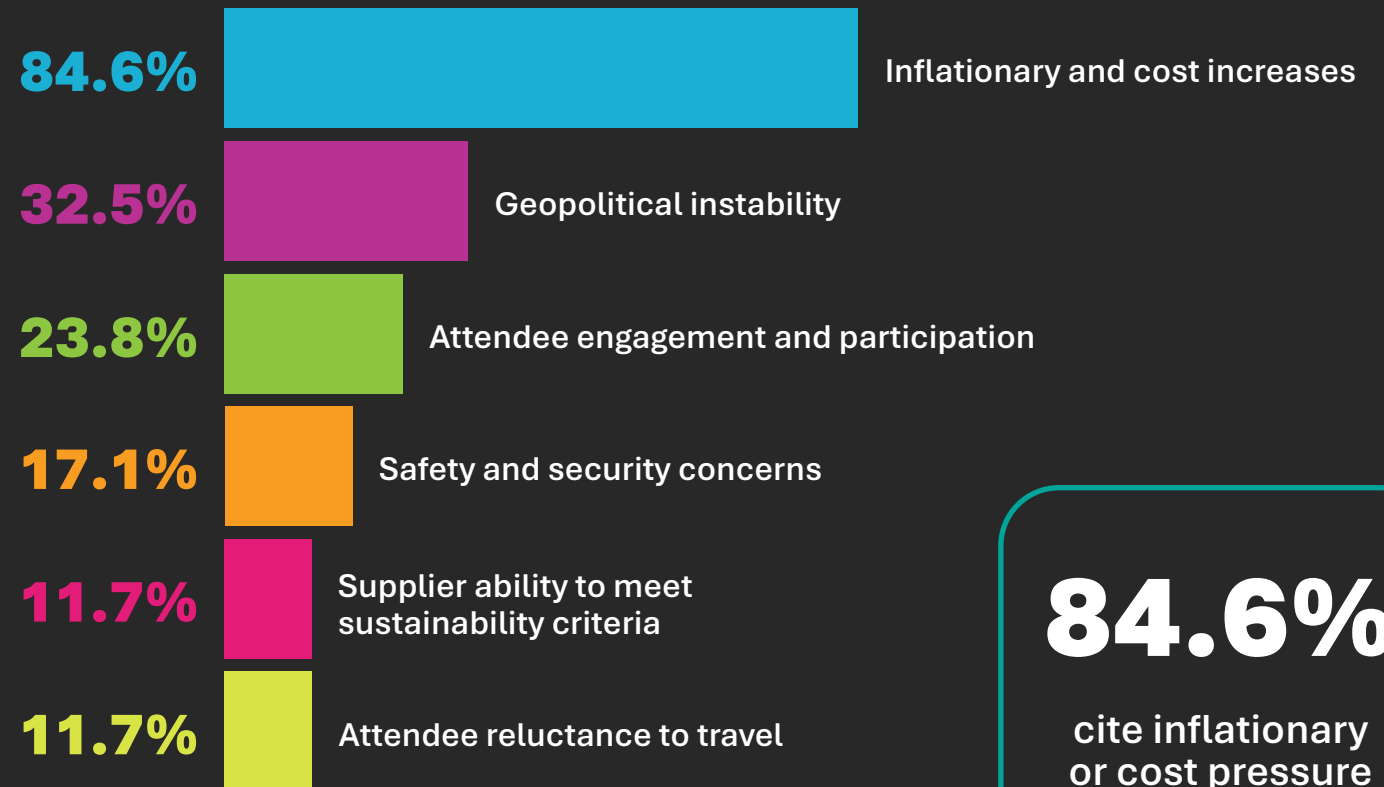 84.6%
Inflationary and cost increases
32.5%
Geopolitical instability
23.8%
Attendee engagement and participation
17.1%
Safety and security concerns
11.7%
Supplier ability to meet
sustainability criteria
11.7%
Attendee reluctance to travel
84.6%
cite inflationary
or cost pressure